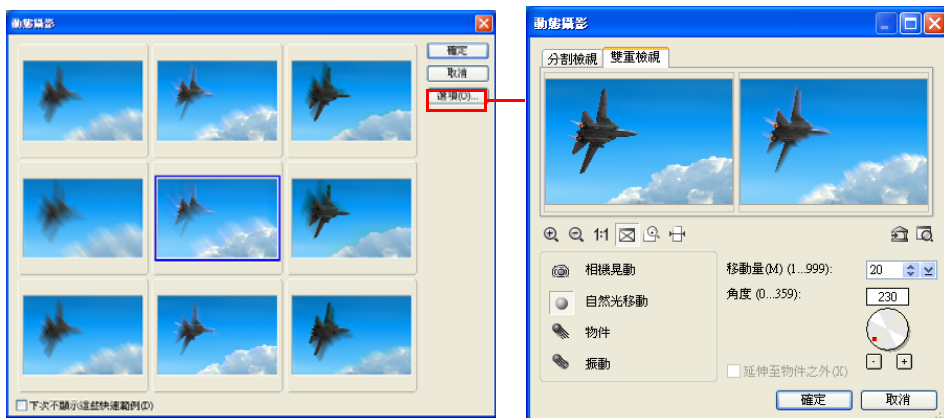 動態攝影
確定
取消
選項(O)...
下次不顯示這些快速範例(D)
動態攝影
分割檢視 雙重檢視
1:1
相機晃動
自然光移動
物件
振動
移動量(M) (1...999): 20
角度 (0...359): 230
- +
延伸至物件之外(X)
確定 取消